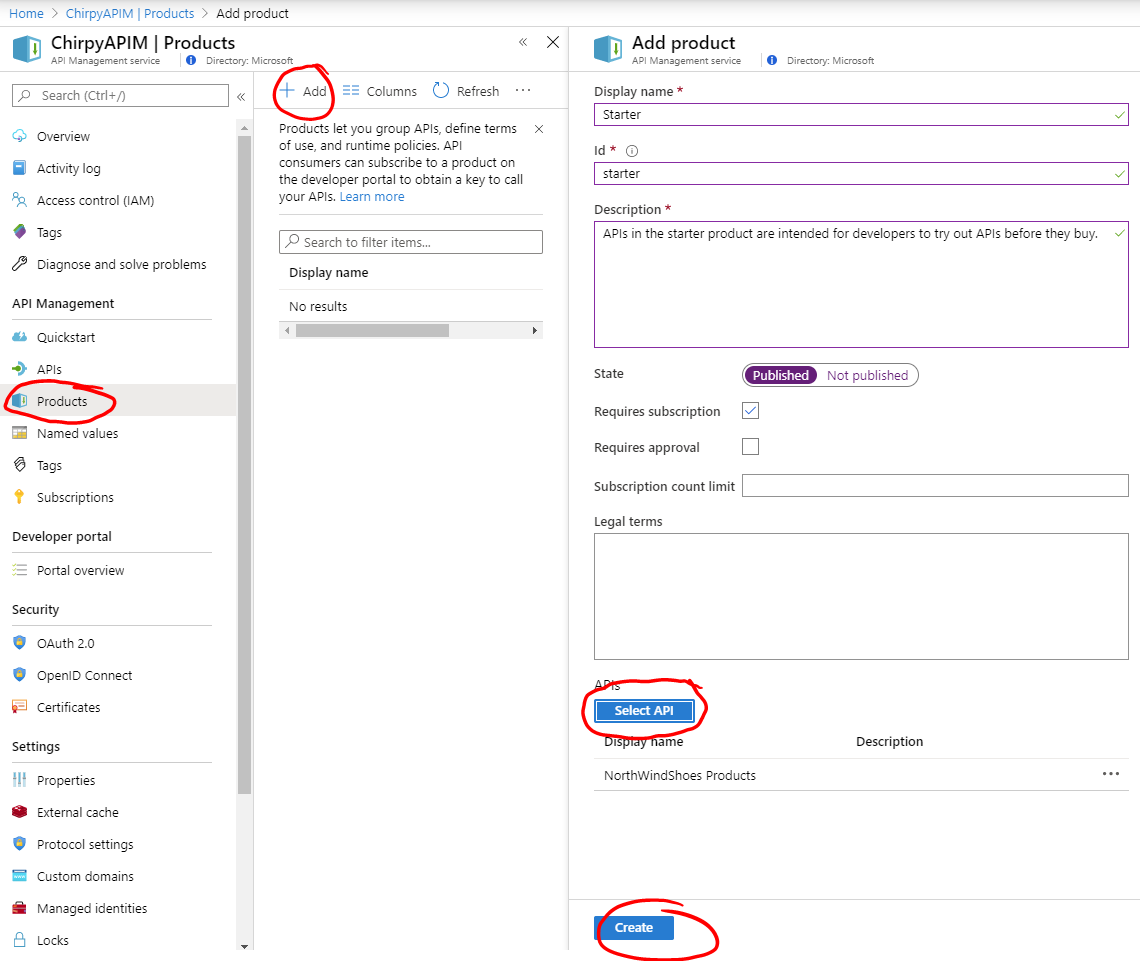 Home > ChirpyAPIM | Products > Add product
ChirpyAPIM | Products
API Management service
Directory: Microsoft
Search (Ctrl+/)
Overview
Activity log
Access control (IAM)
Tags
Diagnose and solve problems
API Management
Quickstart
APIs
Products
Named values
Tags
Subscriptions
Developer portal
Portal overview
Security
OAuth 2.0
OpenID Connect
Certificates
Settings
Properties
External cache
Protocol settings
Custom domains
Managed identities
Locks
Add Columns Refresh ...
Products let you group APIs, define terms
of use, and runtime policies. API
consumers can subscribe to a product on
the developer portal to obtain a key to call
your APIs. Learn more
Search to filter items...
Display name
No results
Add product
API Management service
Directory: Microsoft
Display name *
Starter
Id *
starter
Description *
APIs in the starter product are intended for developers to try out APIs before they buy.
State Published Not published
Requires subscription
Requires approval
Subscription count limit
Legal terms
APIs
Select API
Display name Description
NorthWindShoes Products ...
Create